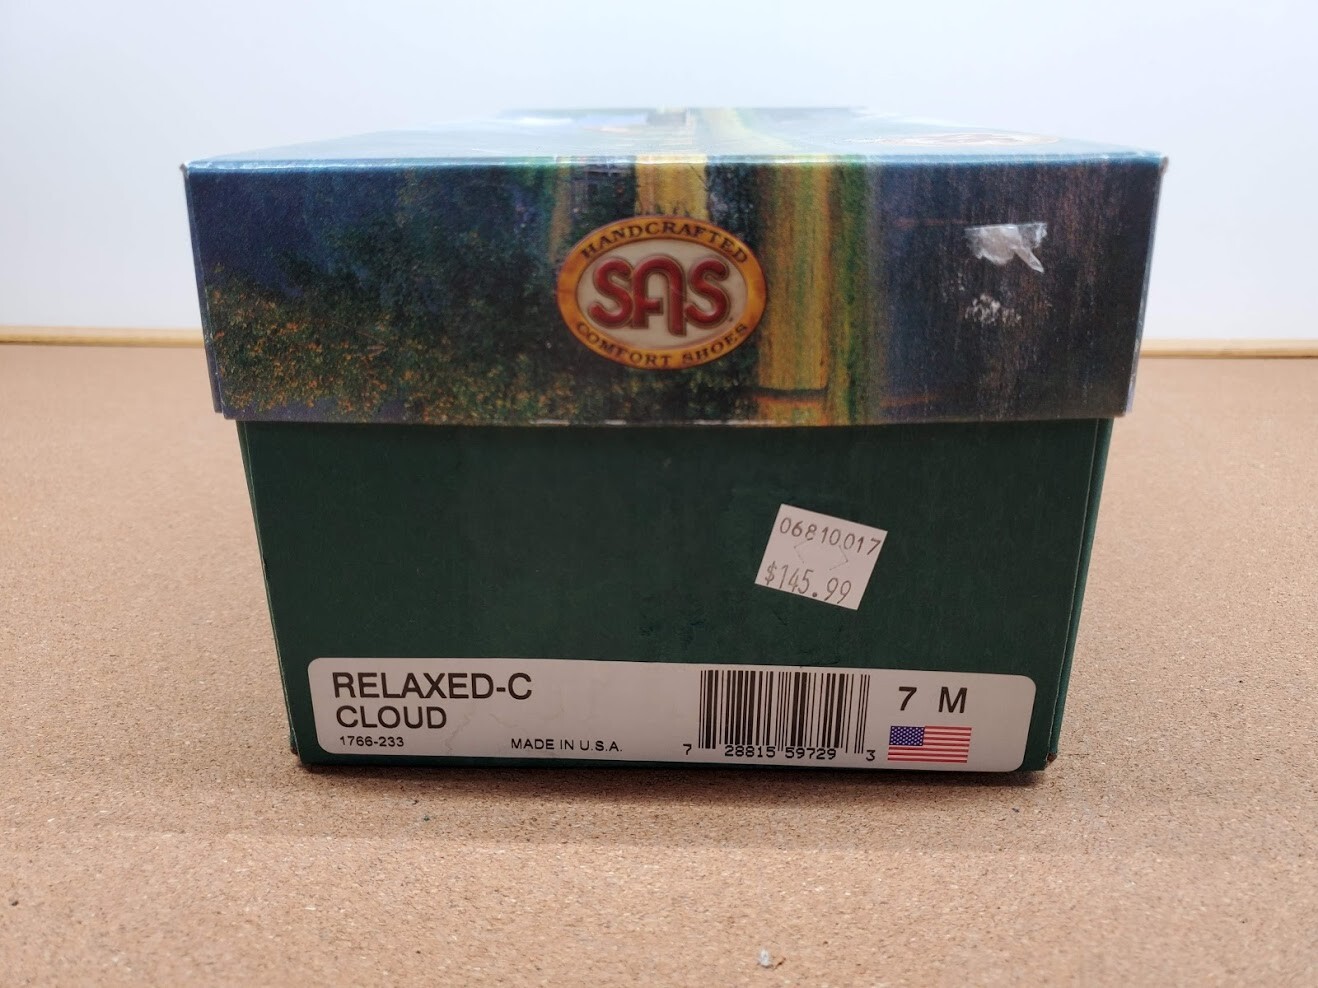 HANDCRAFTED
SAS
COMFORT SHOES
06810017
$145.99
RELAXED-C
CLOUD
1766-233
MADE IN U.S.A.
7 28815 59729 3
7 M